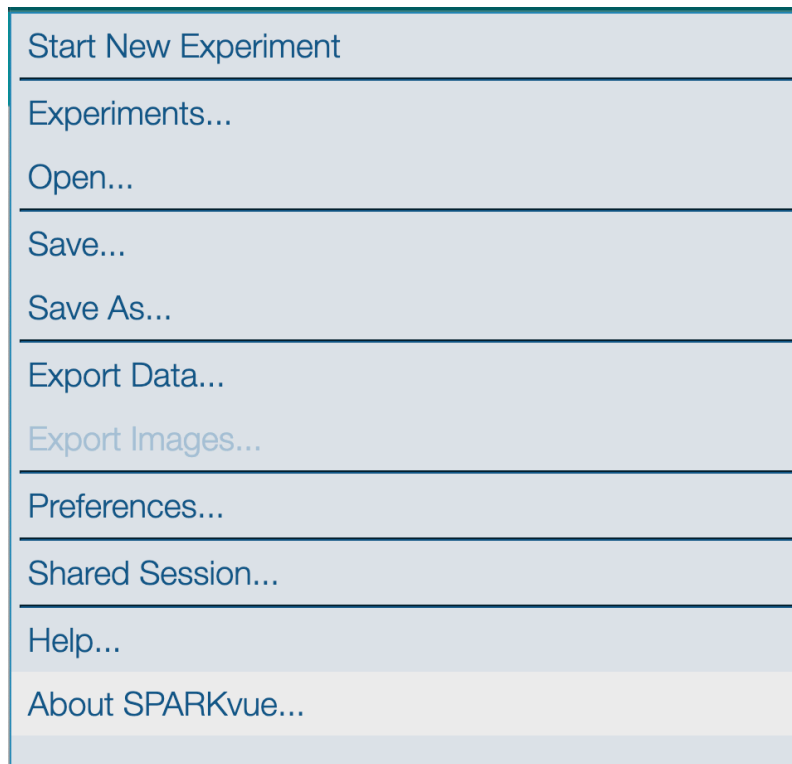 Start New Experiment
Experiments...
Open...
Save...
Save As...
Export Data...
Export Images...
Preferences...
Shared Session...
Help...
About SPARKvue...